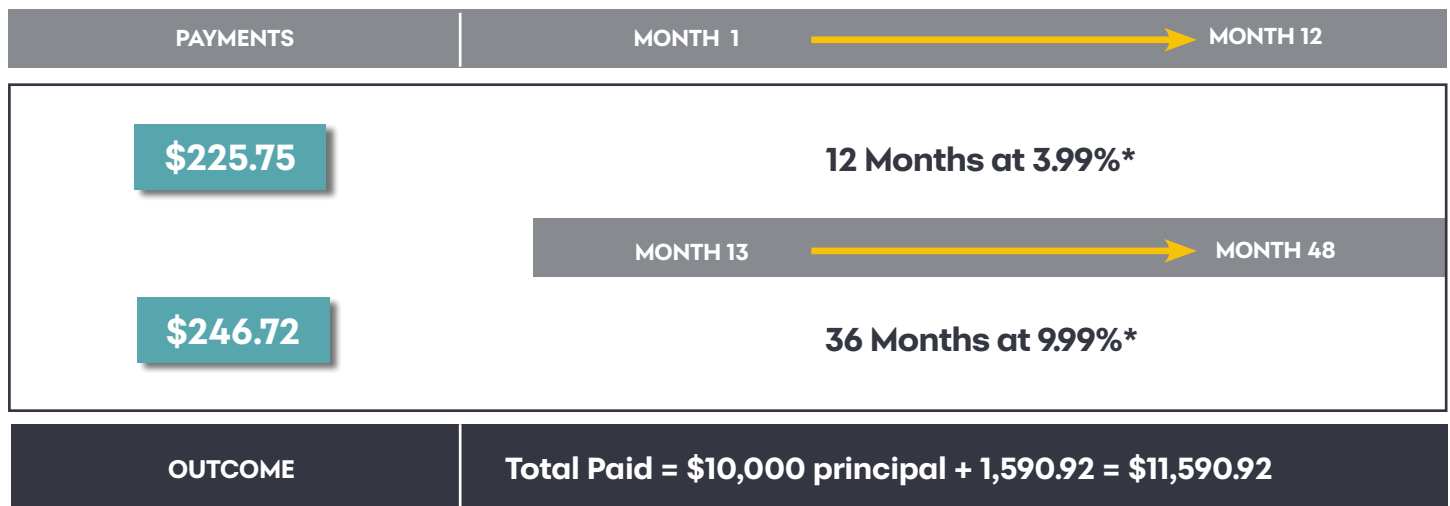 PAYMENTS MONTH 1 MONTH 12
$225.75 12 Months at 3.99%*
MONTH 13 MONTH 48
$246.72 36 Months at 9.99%*
OUTCOME Total Paid = $10,000 principal + 1,590.92 = $11,590.92